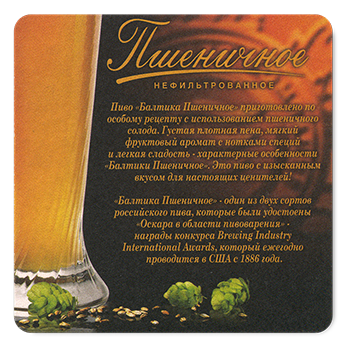 Пшеничное
НЕФИЛЬТРОВАННОЕ
Пиво «Балтика Пшеничное» приготовлено по
особому рецепту с использованием пшеничного
солода. Густая плотная пена, мягкий
фруктовый аромат с нотками специй
и легкая сладость - характерные особенности
«Балтики Пшеничное». Это пиво с изысканным
вкусом для настоящих ценителей!
«Балтика Пшеничное» - один из двух сортов
российского пива, которые были удостоены
«Оскара в области пивоварения» -
награды конкурса Brewing Industry
International Awards, который ежегодно
проводится в США с 1886 года.